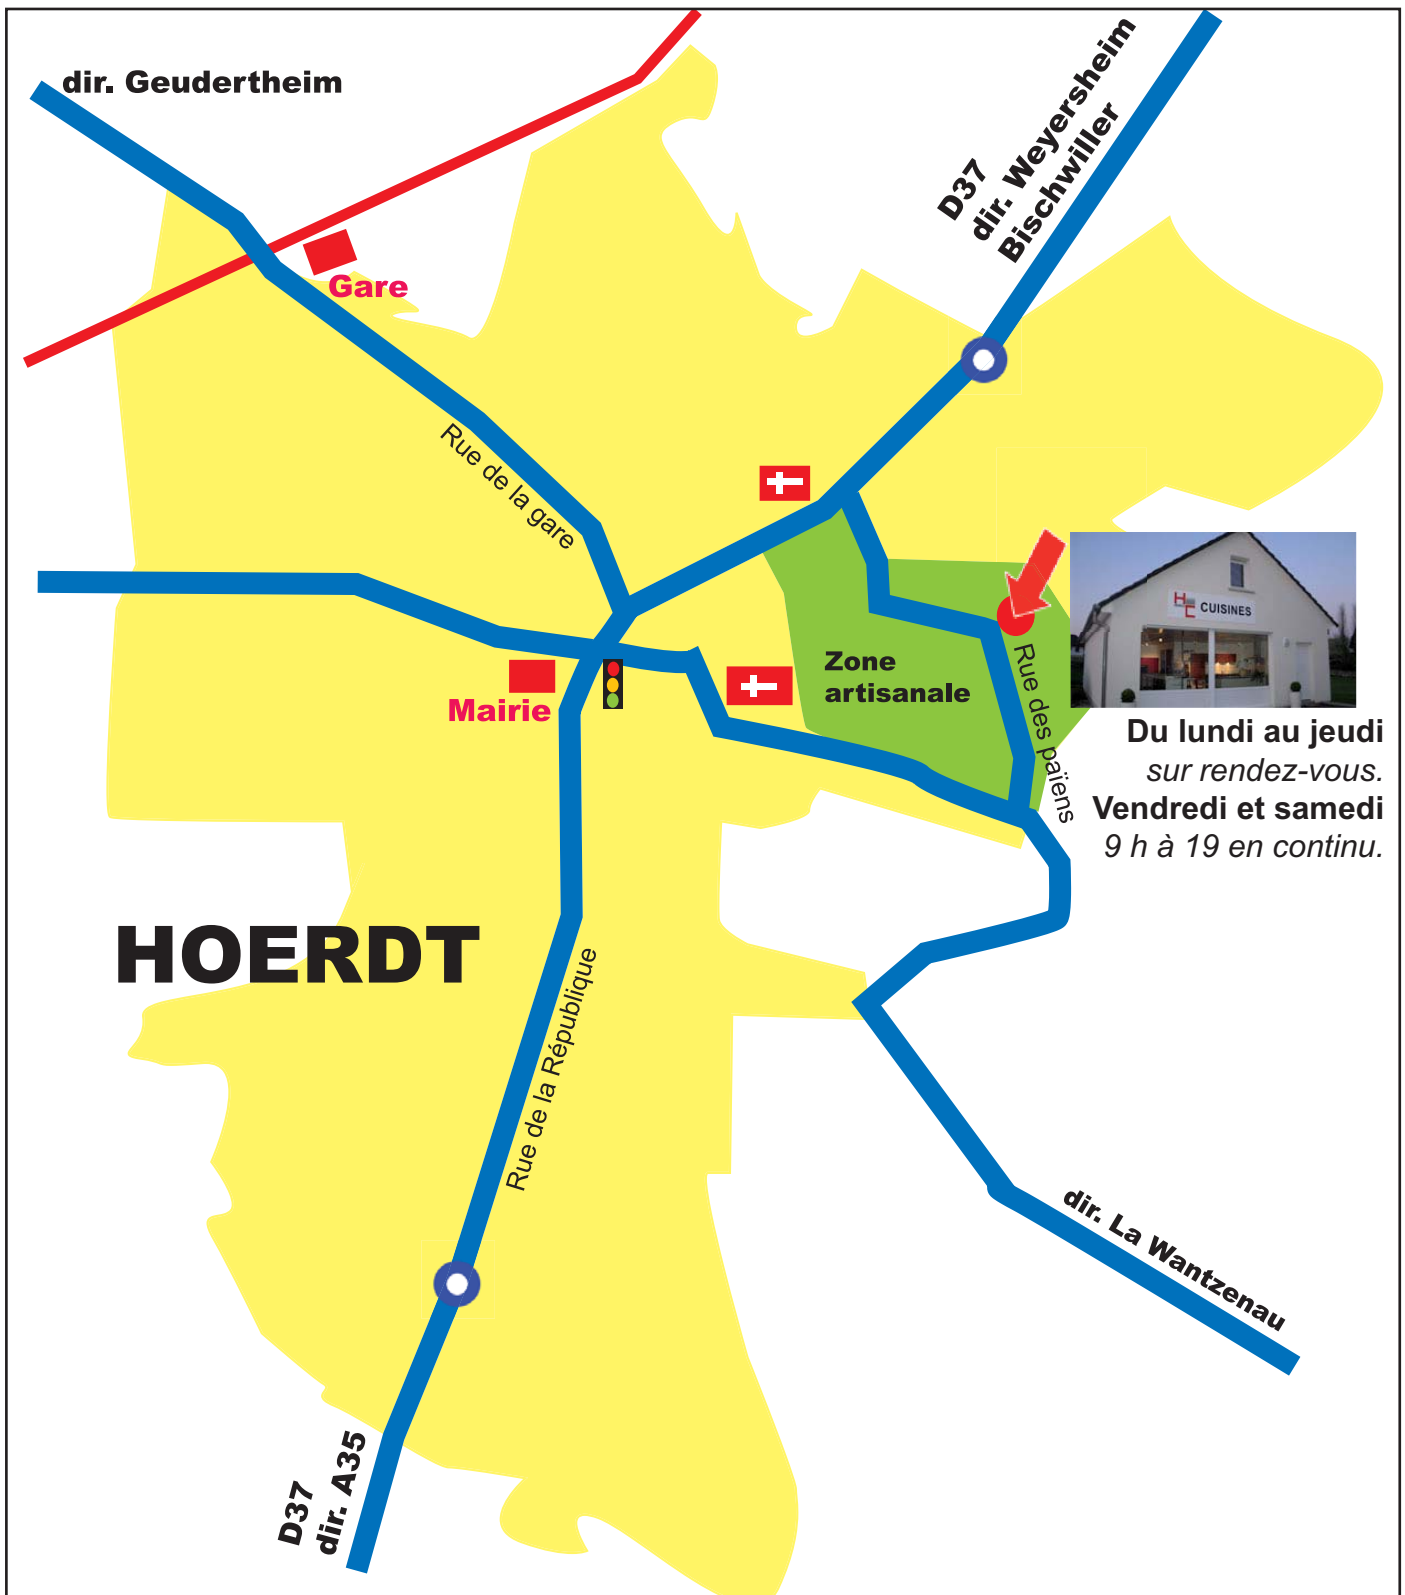 dir. Geudertheim
D37
dir. Weyersheim
Bischwiller
Gare
Rue de la gare
HC CUISINES
Zone
artisanale
Rue des païens
Mairie
Du lundi au jeudi
sur rendez-vous.
Vendredi et samedi
9 h à 19 en continu.
HOERDT
Rue de la République
dir. La Wantzenau
D37
dir. A35